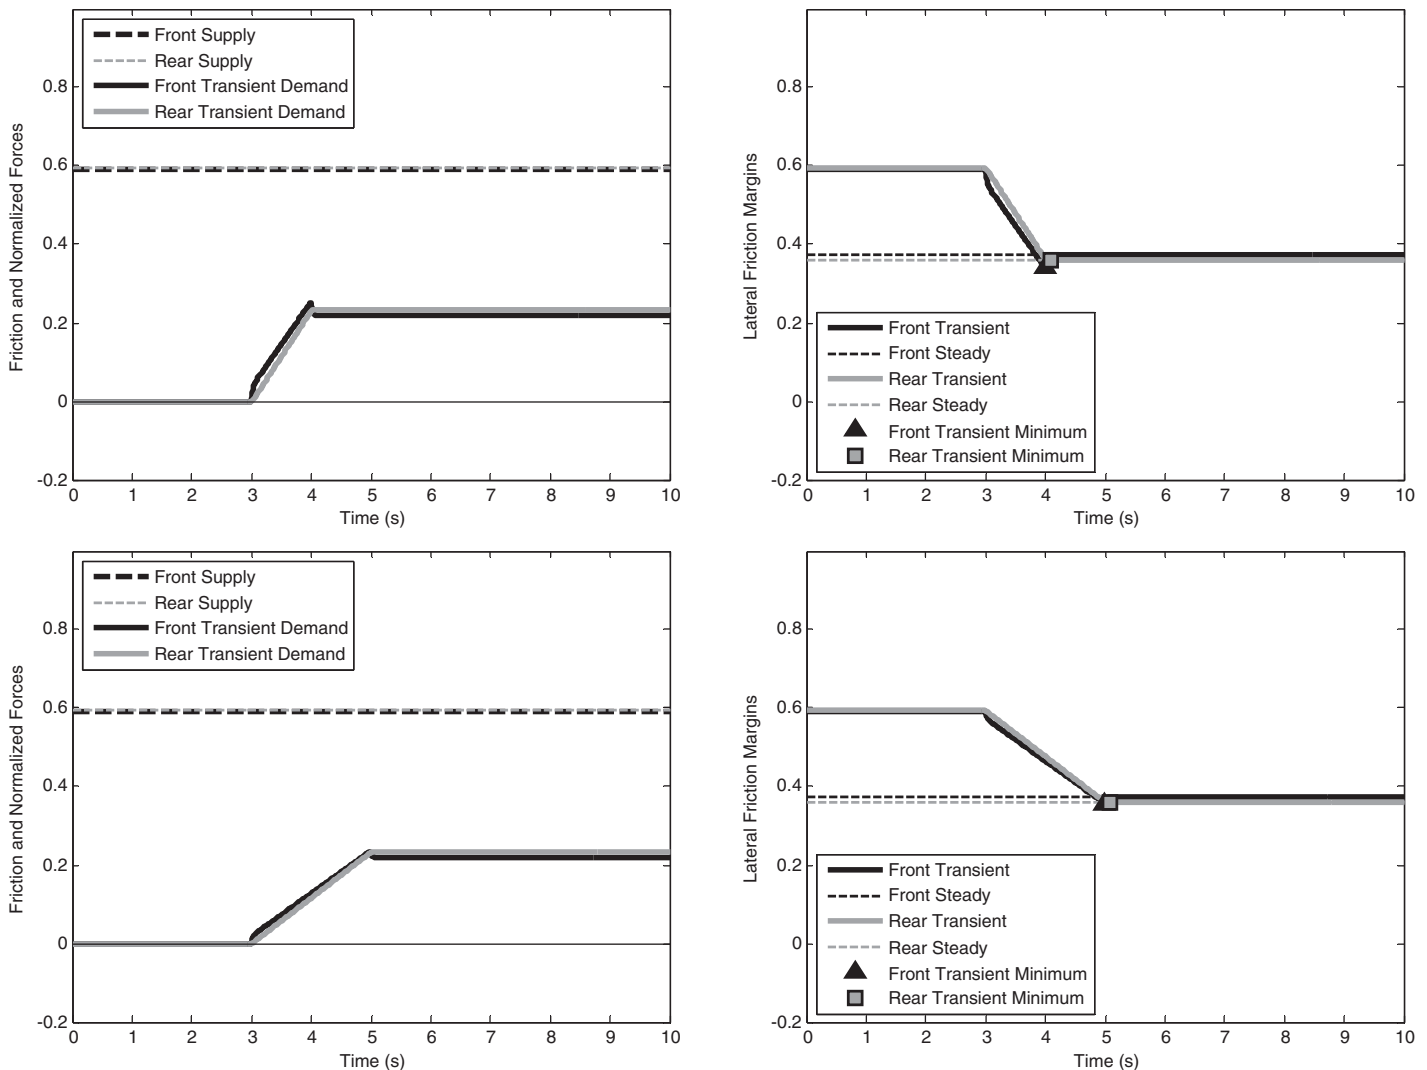 Front Supply
Rear Supply
Front Transient Demand
Rear Transient Demand
Friction and Normalized Forces
0.8
0.6
0.4
0.2
0
-0.2
0 1 2 3 4 5 6 7 8 9 10
Time (s)
Lateral Friction Margins
0.8
0.6
0.4
0.2
0
-0.2
Front Transient
Front Steady
Rear Transient
Rear Steady
Front Transient Minimum
Rear Transient Minimum
0 1 2 3 4 5 6 7 8 9 10
Time (s)
Front Supply
Rear Supply
Front Transient Demand
Rear Transient Demand
Friction and Normalized Forces
0.8
0.6
0.4
0.2
0
-0.2
0 1 2 3 4 5 6 7 8 9 10
Time (s)
Lateral Friction Margins
0.8
0.6
0.4
0.2
0
-0.2
Front Transient
Front Steady
Rear Transient
Rear Steady
Front Transient Minimum
Rear Transient Minimum
0 1 2 3 4 5 6 7 8 9 10
Time (s)